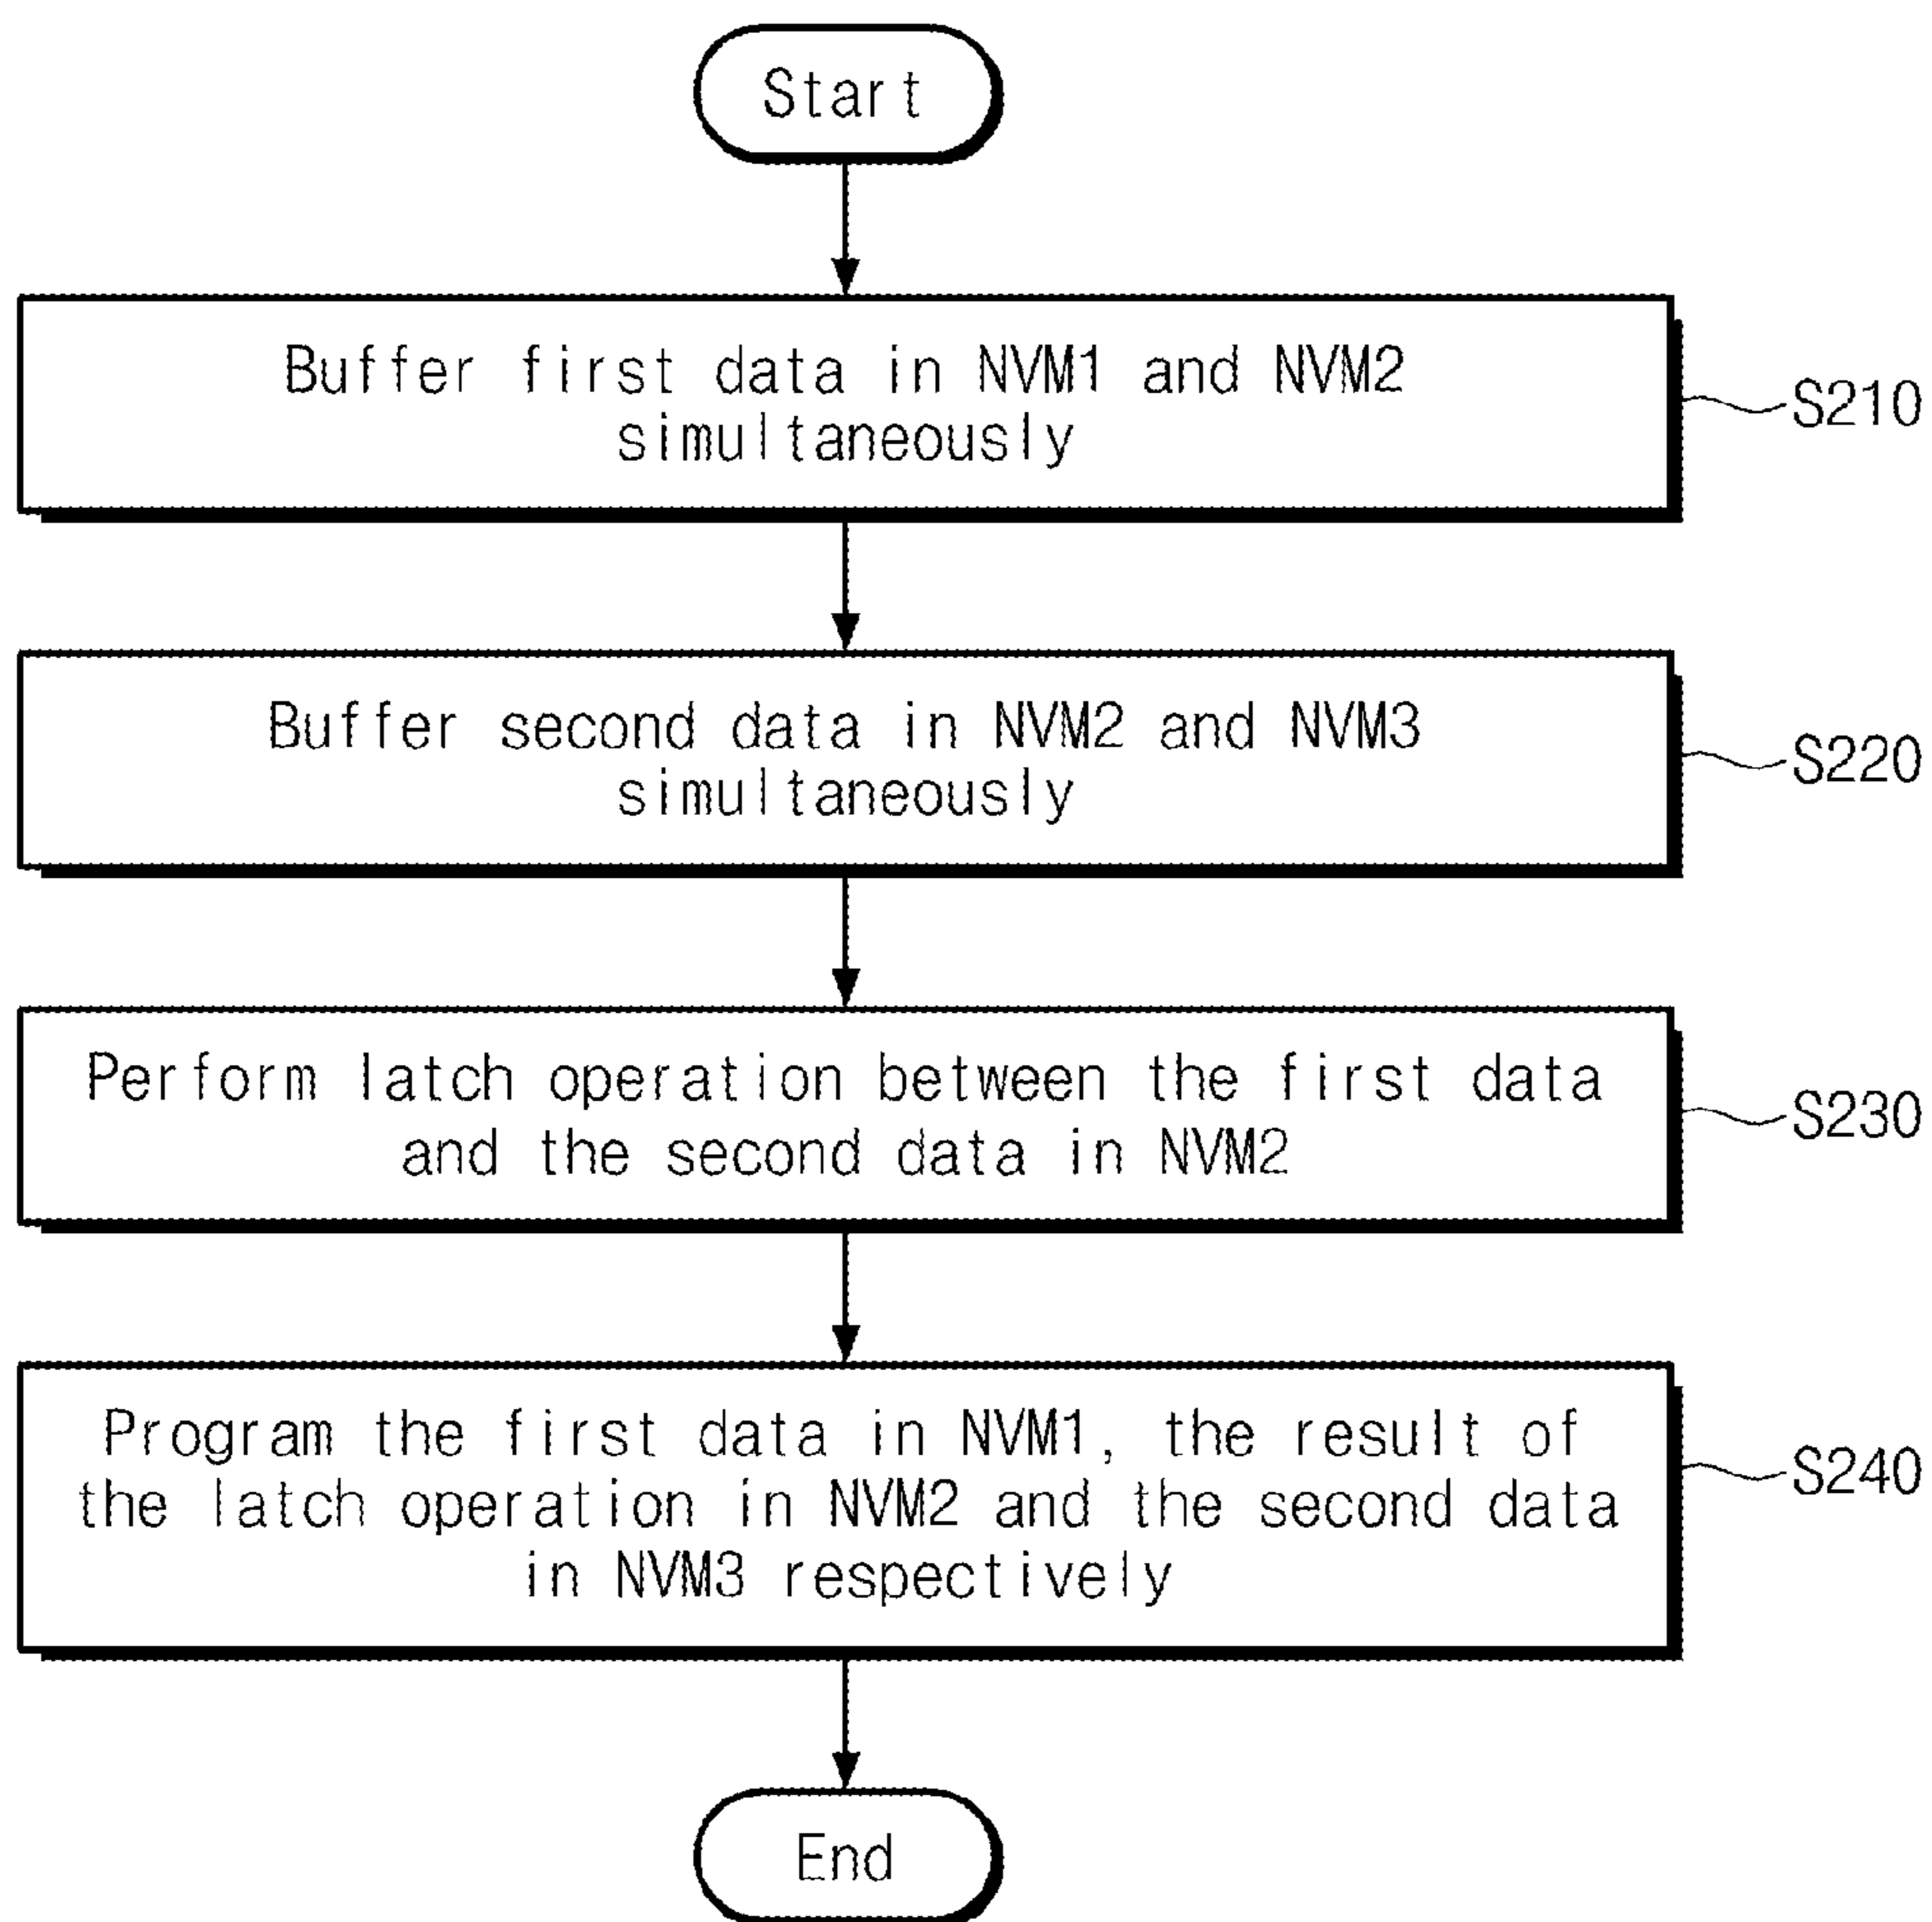 Start
Buffer first data in NVM1 and NVM2
simultaneously
S210
Buffer second data in NVM2 and NVM3
simultaneously
S220
Perform latch operation between the first data
and the second data in NVM2
S230
Program the first data in NVM1, the result of
the latch operation in NVM2 and the second data
in NVM3 respectively
S240
End